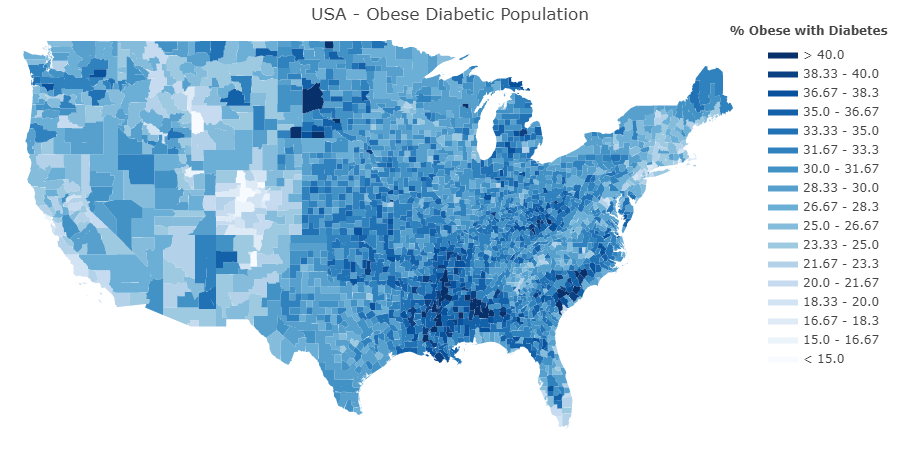 USA - Obese Diabetic Population
% Obese with Diabetes
> 40.0
38.33 - 40.0
36.67 - 38.3
35.0 - 36.67
33.33 - 35.0
31.67 - 33.3
30.0 - 31.67
28.33 - 30.0
26.67 - 28.3
25.0 - 26.67
23.33 - 25.0
21.67 - 23.3
20.0 - 21.67
18.33 - 20.0
16.67 - 18.3
15.0 - 16.67
< 15.0